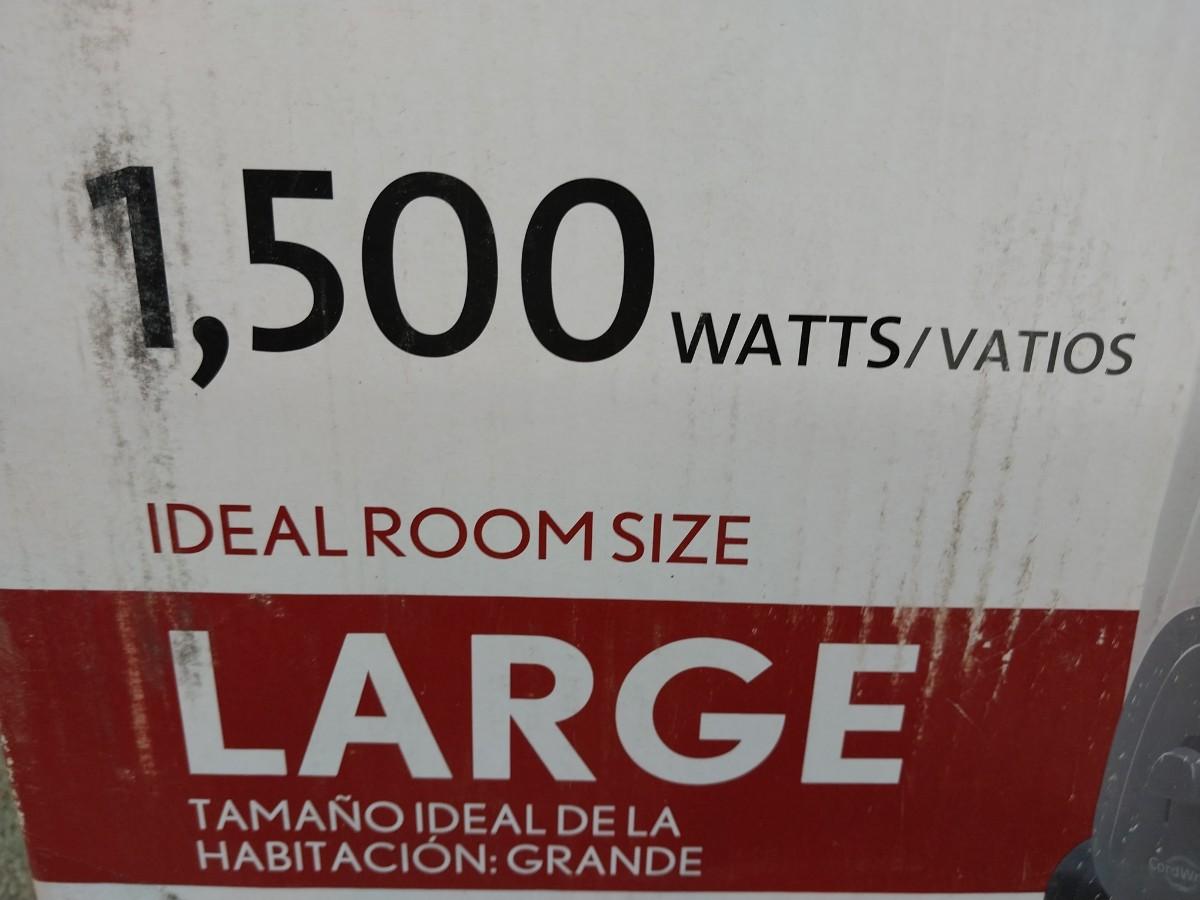 1,500 WATTS/VATIOS
IDEAL ROOM SIZE
LARGE
TAMAÑO IDEAL DE LA
HABITACIÓN: GRANDE